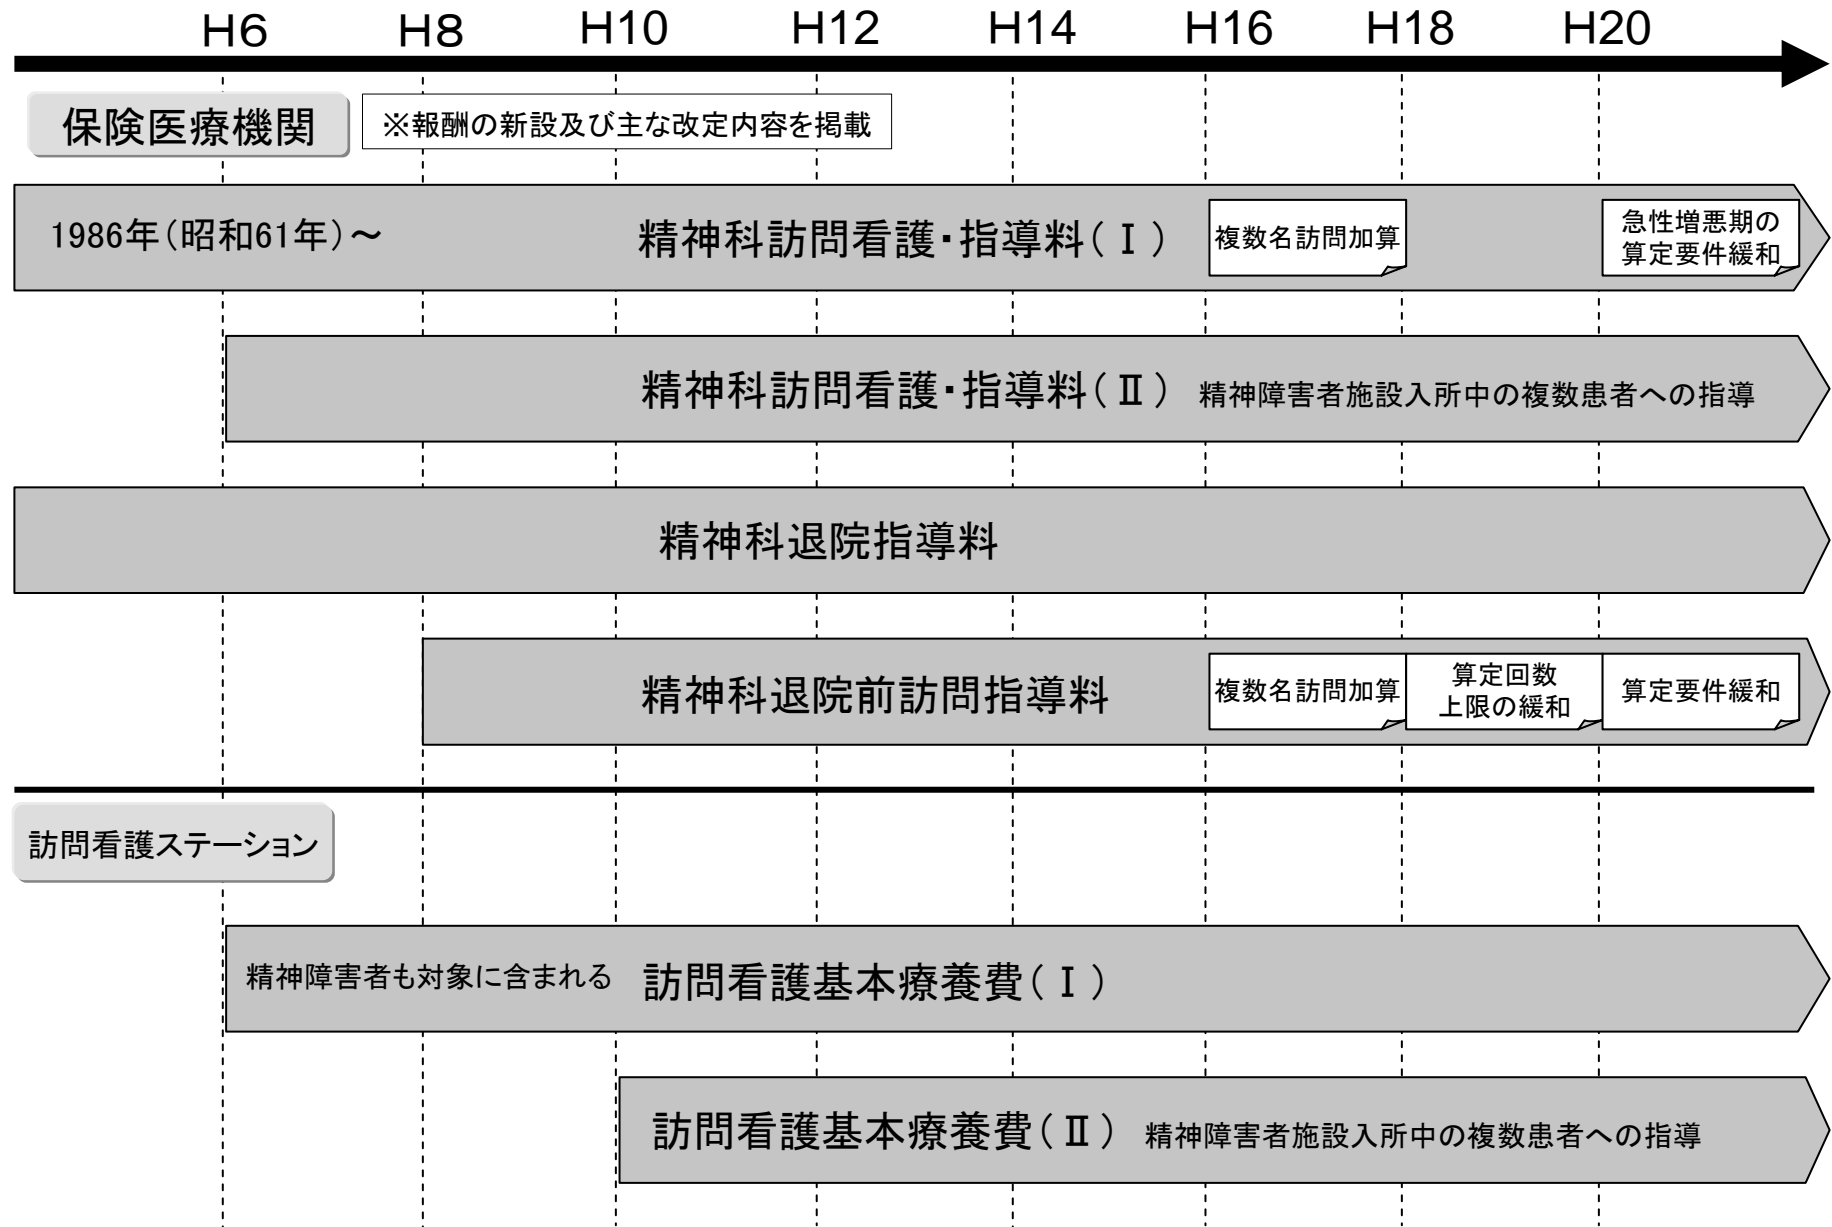 H6 H8 H10 H12 H14 H16 H18 H20
保険医療機関
※報酬の新設及び主な改定内容を掲載
1986年(昭和61年)～
精神科訪問看護・指導料(Ⅰ)
複数名訪問加算
急性増悪期の
算定要件緩和
精神科訪問看護・指導料(Ⅱ) 精神障害者施設入所中の複数患者への指導
精神科退院指導料
精神科退院前訪問指導料
複数名訪問加算
算定回数
上限の緩和
算定要件緩和
訪問看護ステーション
精神障害者も対象に含まれる 訪問看護基本療養費(Ⅰ)
訪問看護基本療養費(Ⅱ) 精神障害者施設入所中の複数患者への指導